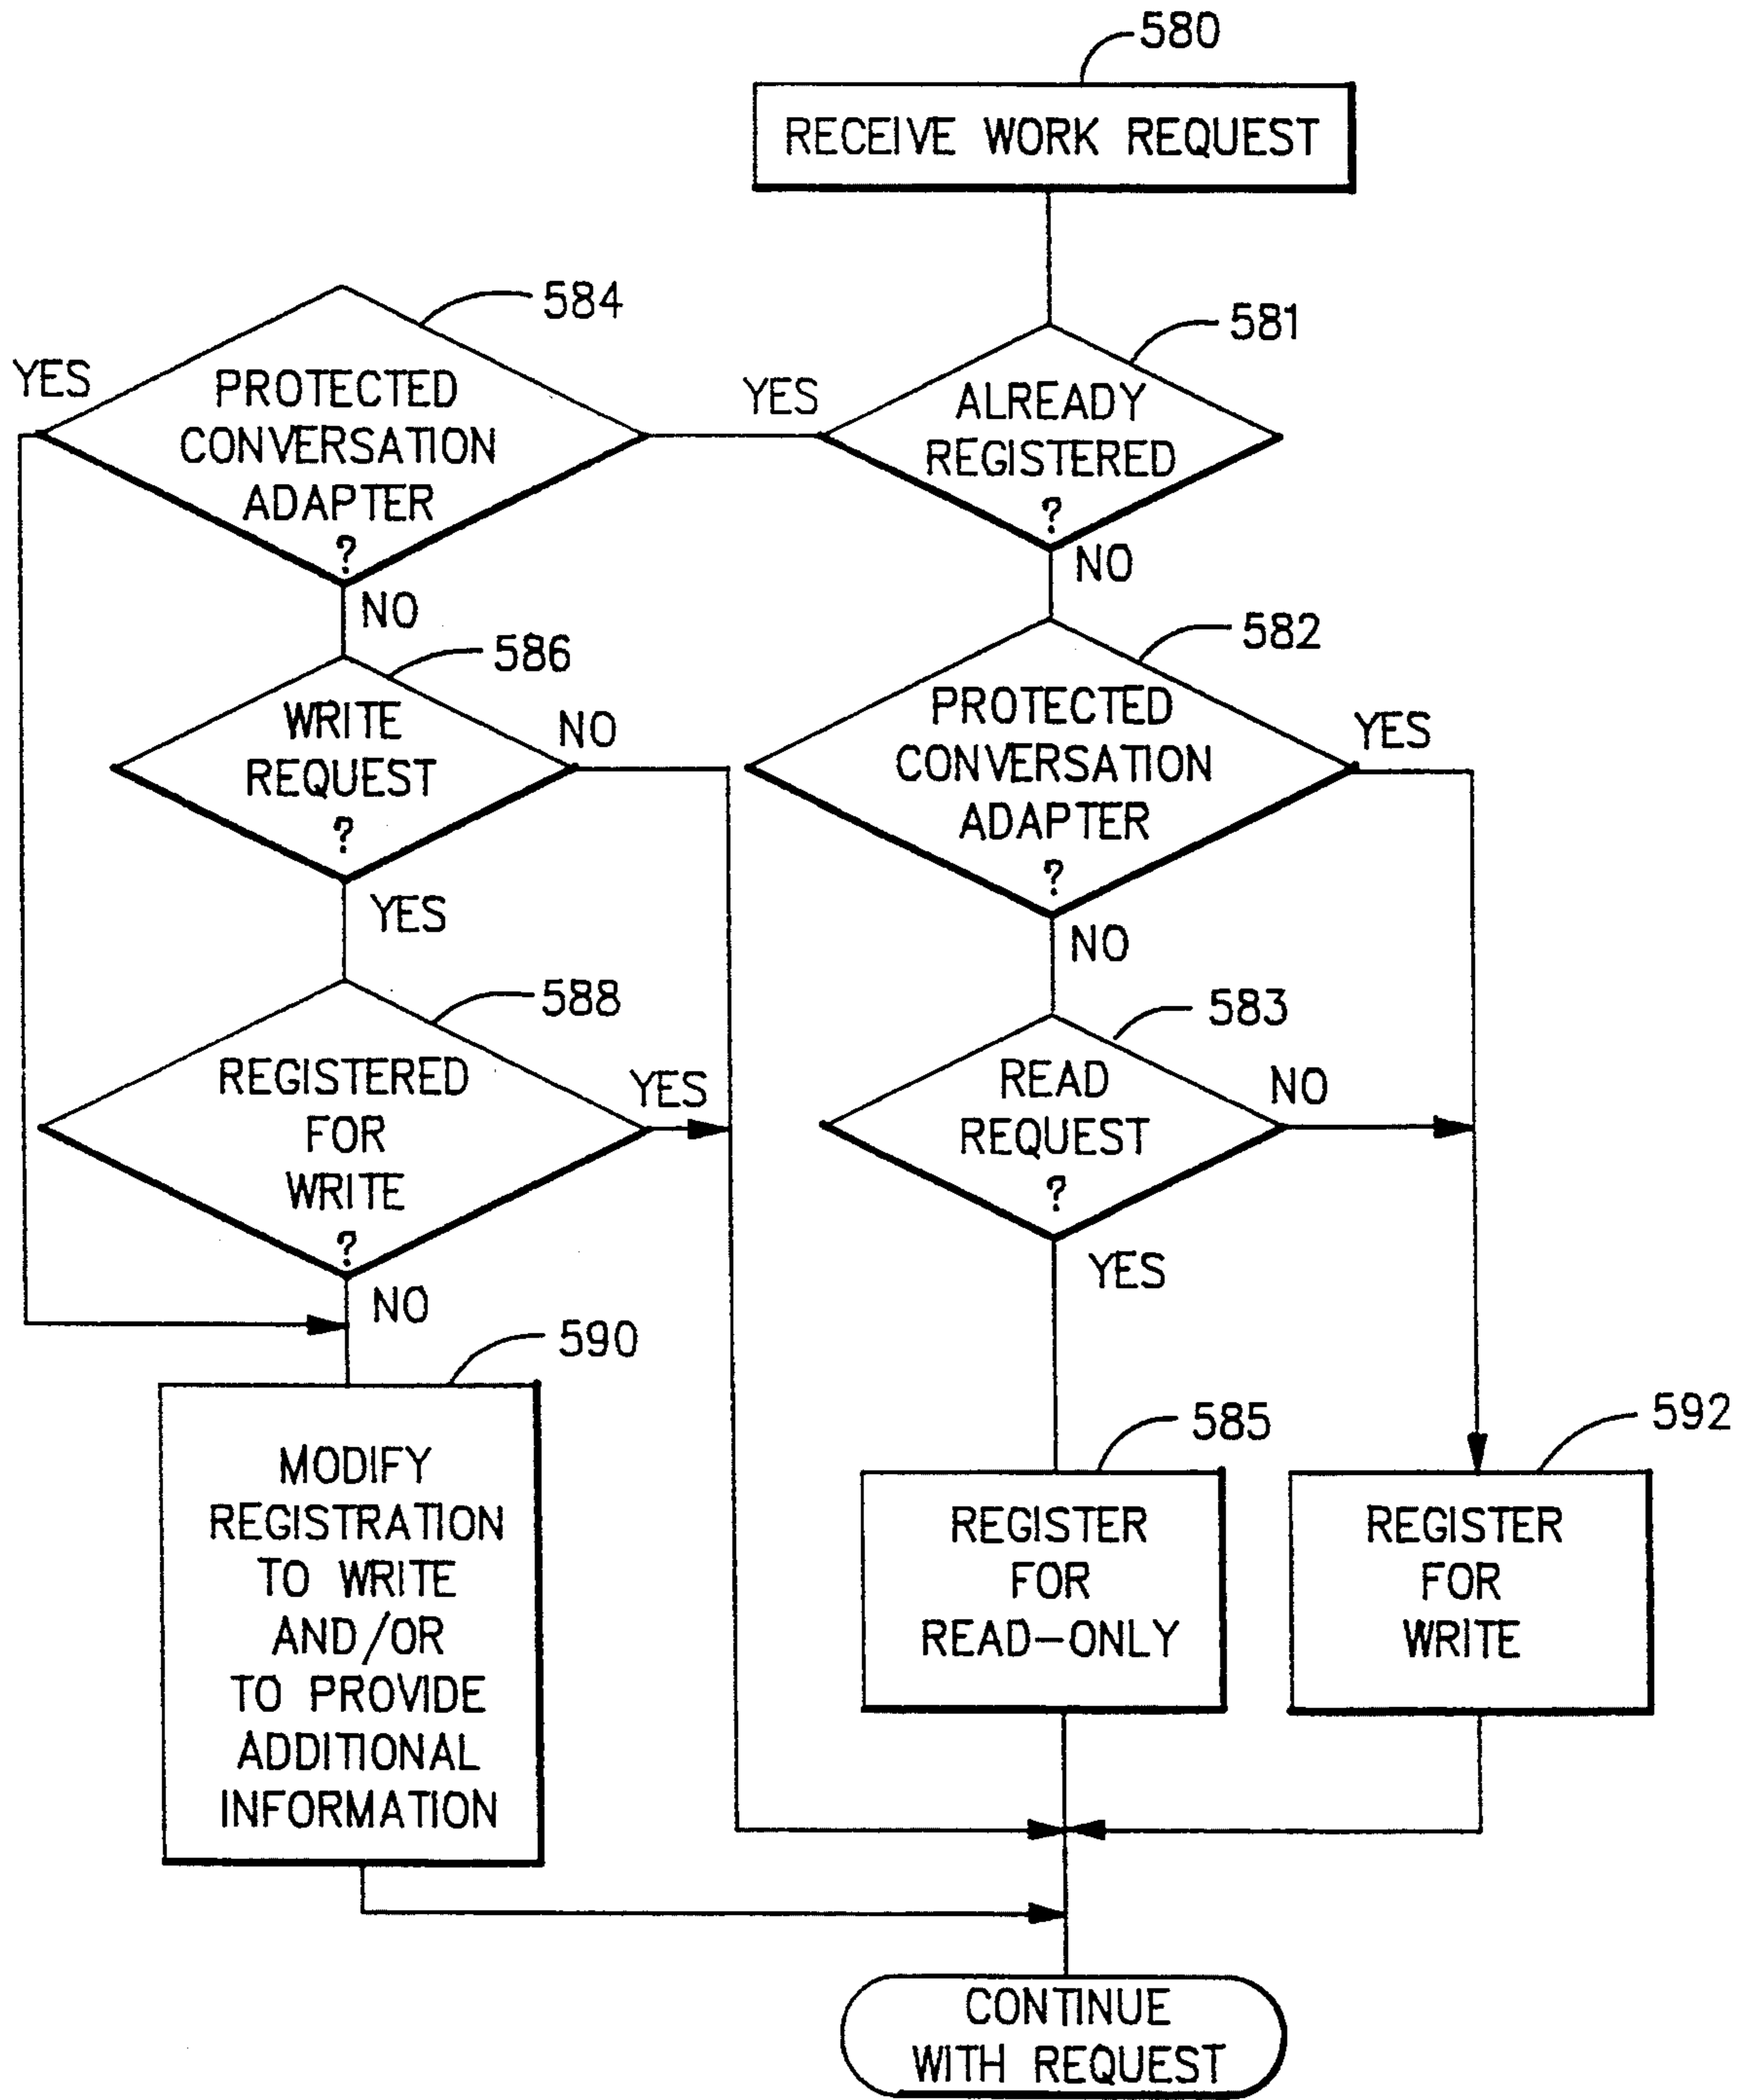 580
RECEIVE WORK REQUEST
584
581
YES
PROTECTED
CONVERSATION
ADAPTER
?
NO
YES
ALREADY
REGISTERED
?
NO
586
WRITE
REQUEST
?
NO
YES
582
PROTECTED
CONVERSATION
ADAPTER
?
YES
NO
588
REGISTERED
FOR
WRITE
?
YES
NO
583
READ
REQUEST
?
NO
YES
590
MODIFY
REGISTRATION
TO WRITE
AND/OR
TO PROVIDE
ADDITIONAL
INFORMATION
585
REGISTER
FOR
READ-ONLY
592
REGISTER
FOR
WRITE
CONTINUE
WITH REQUEST